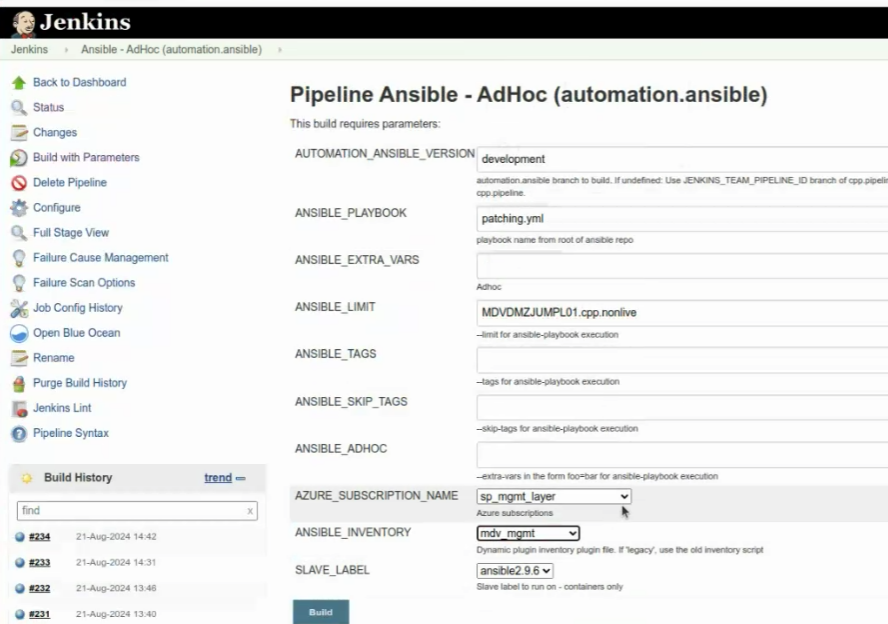 Jenkins
Jenkins › Ansible - AdHoc (automation.ansible) ›
Back to Dashboard
Status
Changes
Build with Parameters
Delete Pipeline
Configure
Full Stage View
Failure Cause Management
Failure Scan Options
Job Config History
Open Blue Ocean
Rename
Purge Build History
Jenkins Lint
Pipeline Syntax
Build History trend
find x
#234 21-Aug-2024 14:42
#233 21-Aug-2024 14:31
#232 21-Aug-2024 13:46
#231 21-Aug-2024 13:40
Pipeline Ansible - AdHoc (automation.ansible)
This build requires parameters:
AUTOMATION_ANSIBLE_VERSION development
automation.ansible branch to build. If undefined: Use JENKINS_TEAM_PIPELINE_ID branch of cpp.pipelin
cpp.pipeline.
ANSIBLE_PLAYBOOK patching.yml
playbook name from root of ansible repo
ANSIBLE_EXTRA_VARS
Adhoc
ANSIBLE_LIMIT MDVDMZJUMPL01.cpp.nonlive
--limit for ansible-playbook execution
ANSIBLE_TAGS
--tags for ansible-playbook execution
ANSIBLE_SKIP_TAGS
--skip-tags for ansible-playbook execution
ANSIBLE_ADHOC
--extra-vars in the form foo=bar for ansible-playbook execution
AZURE_SUBSCRIPTION_NAME sp_mgmt_layer
Azure subscriptions
ANSIBLE_INVENTORY mdv_mgmt
Dynamic plugin inventory plugin file. If 'legacy', use the old inventory script
SLAVE_LABEL ansible2.9.6
Slave label to run on - containers only
Build